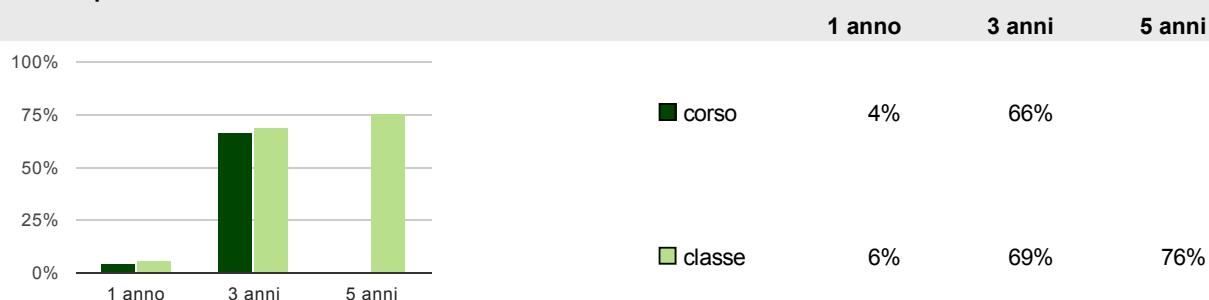 1 anno 3 anni 5 anni
100%
75%
50%
25%
0%
1 anno 3 anni 5 anni
corso 4% 66%
classe 6% 69% 76%